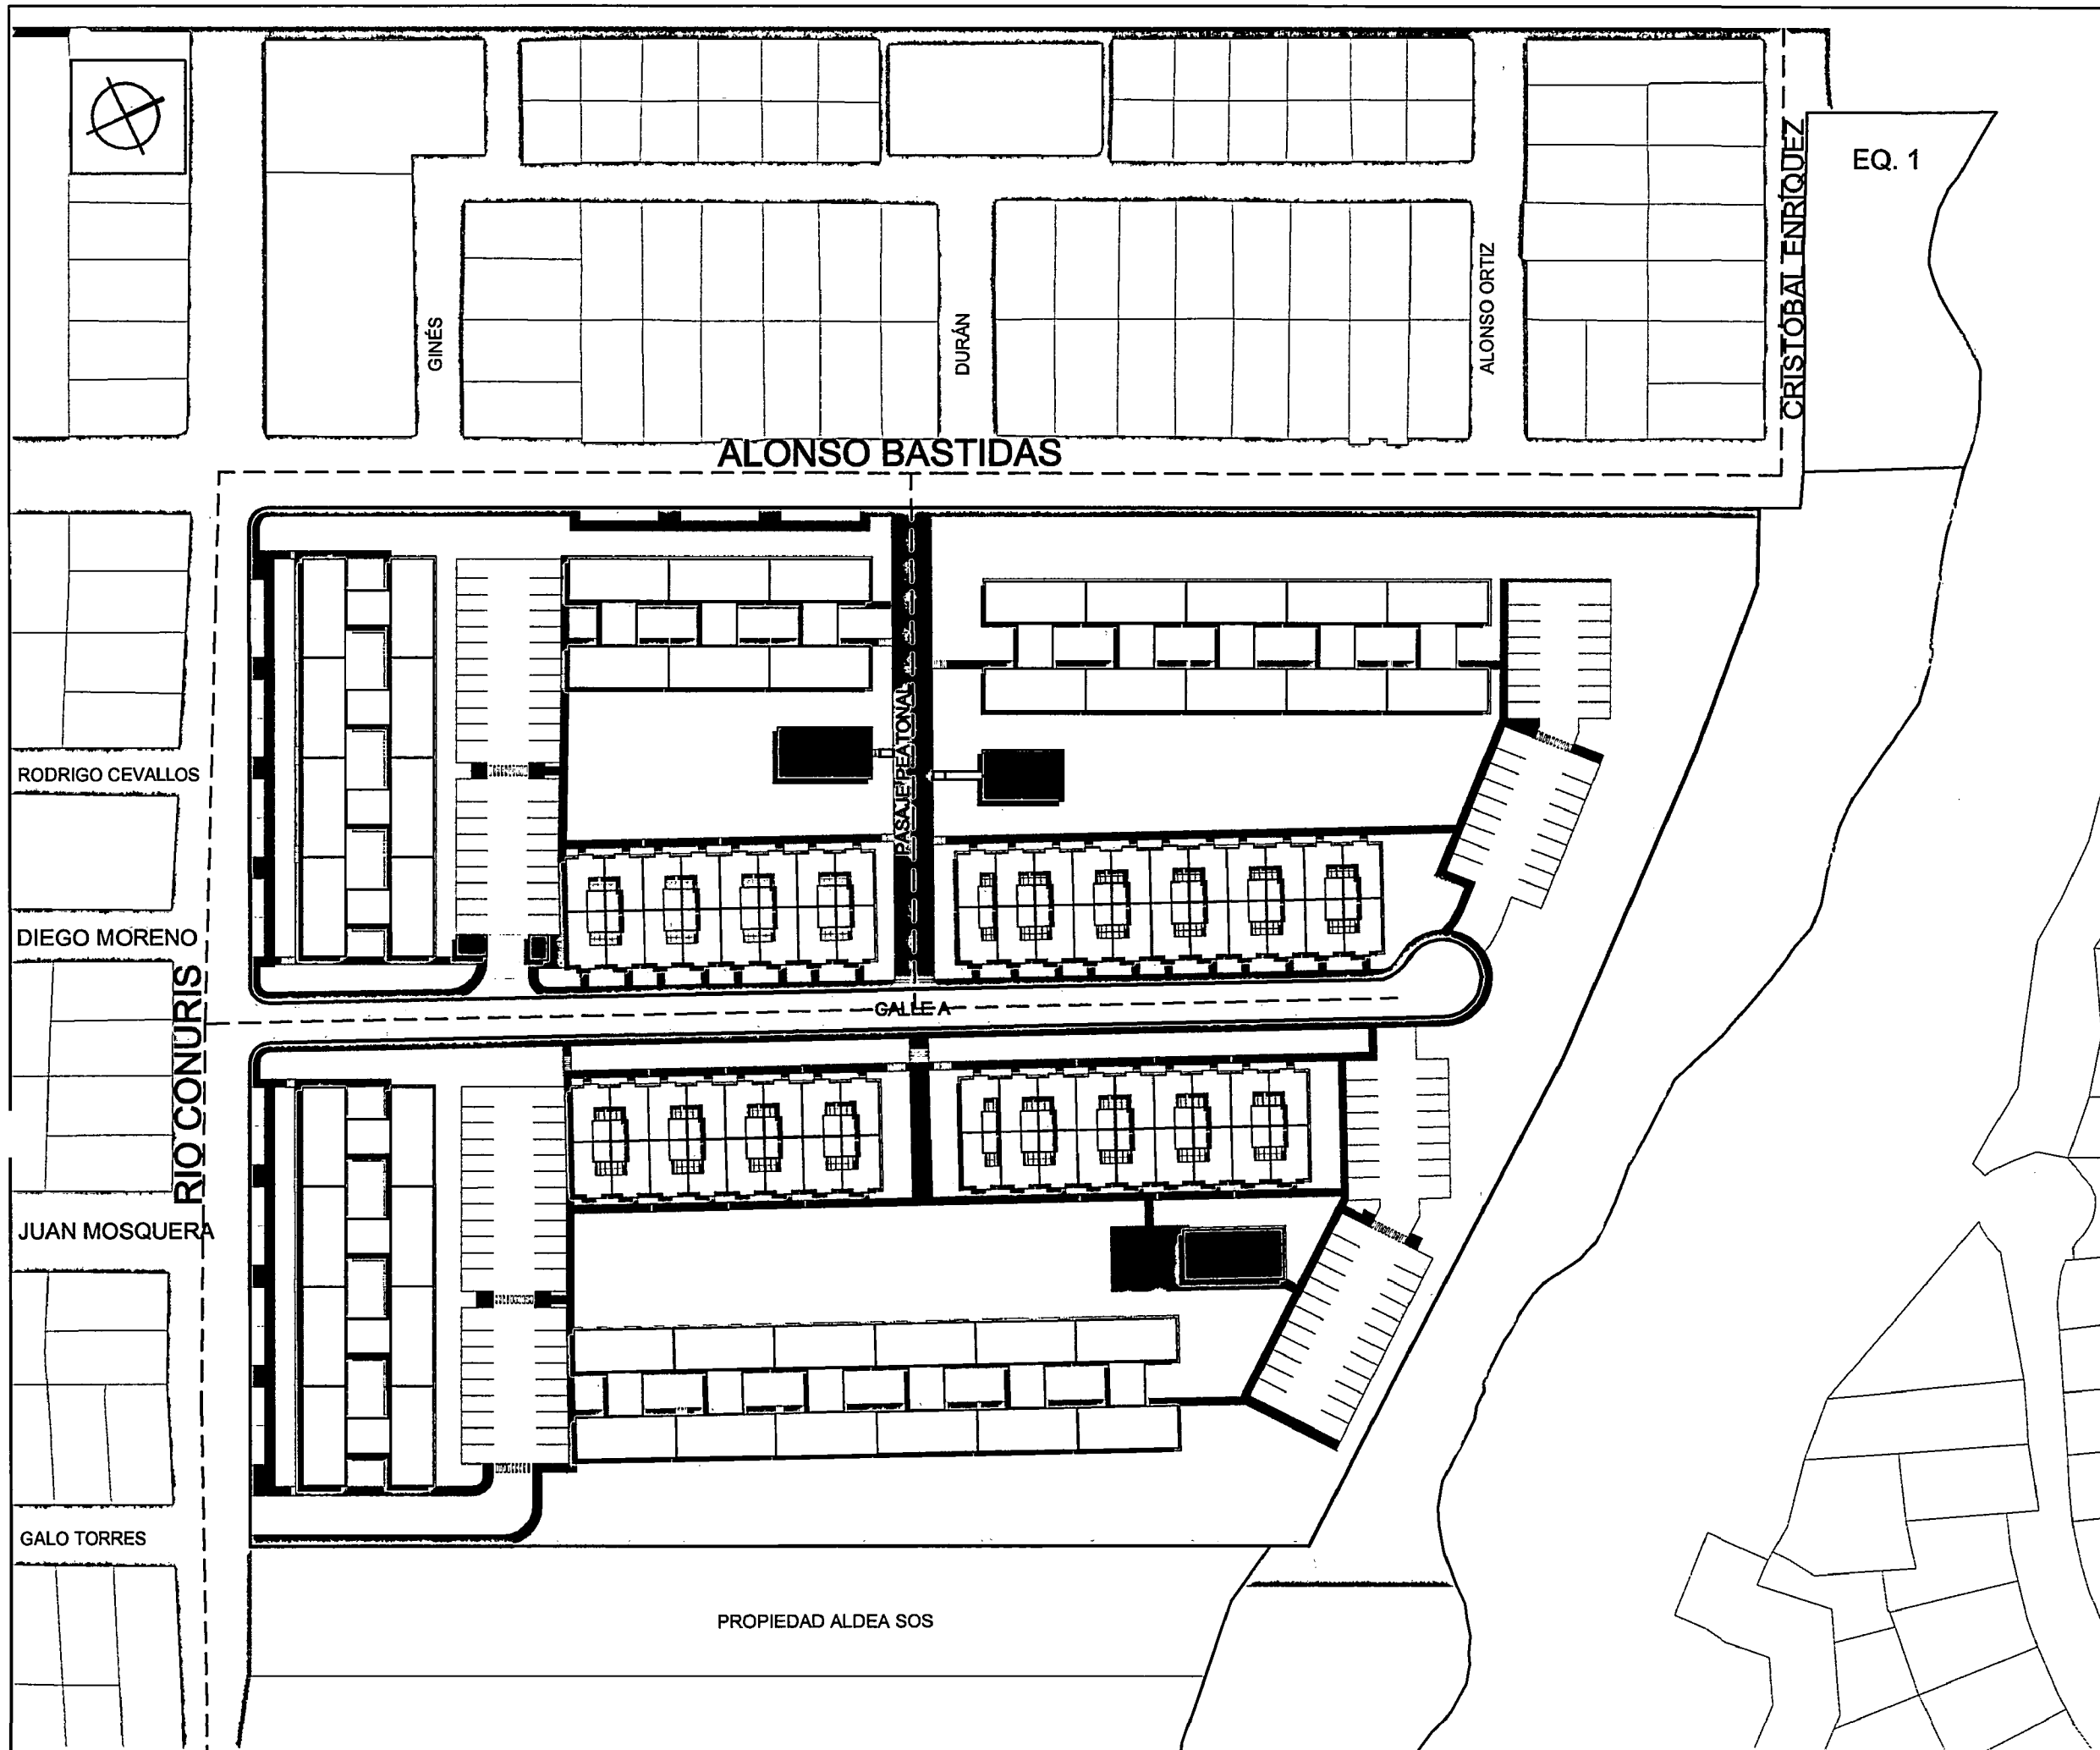 EQ. 1
CRISTÓBAL ENRÍQUEZ
ALONSO ORTIZ
GINÉS
DURÁN
ALONSO BASTIDAS
PASAJE PEATONAL
RODRIGO CEVALLOS
DIEGO MORENO
RIO CONURIS
CALLE A
JUAN MOSQUERA
GALO TORRES
PROPIEDAD ALDEA SOS